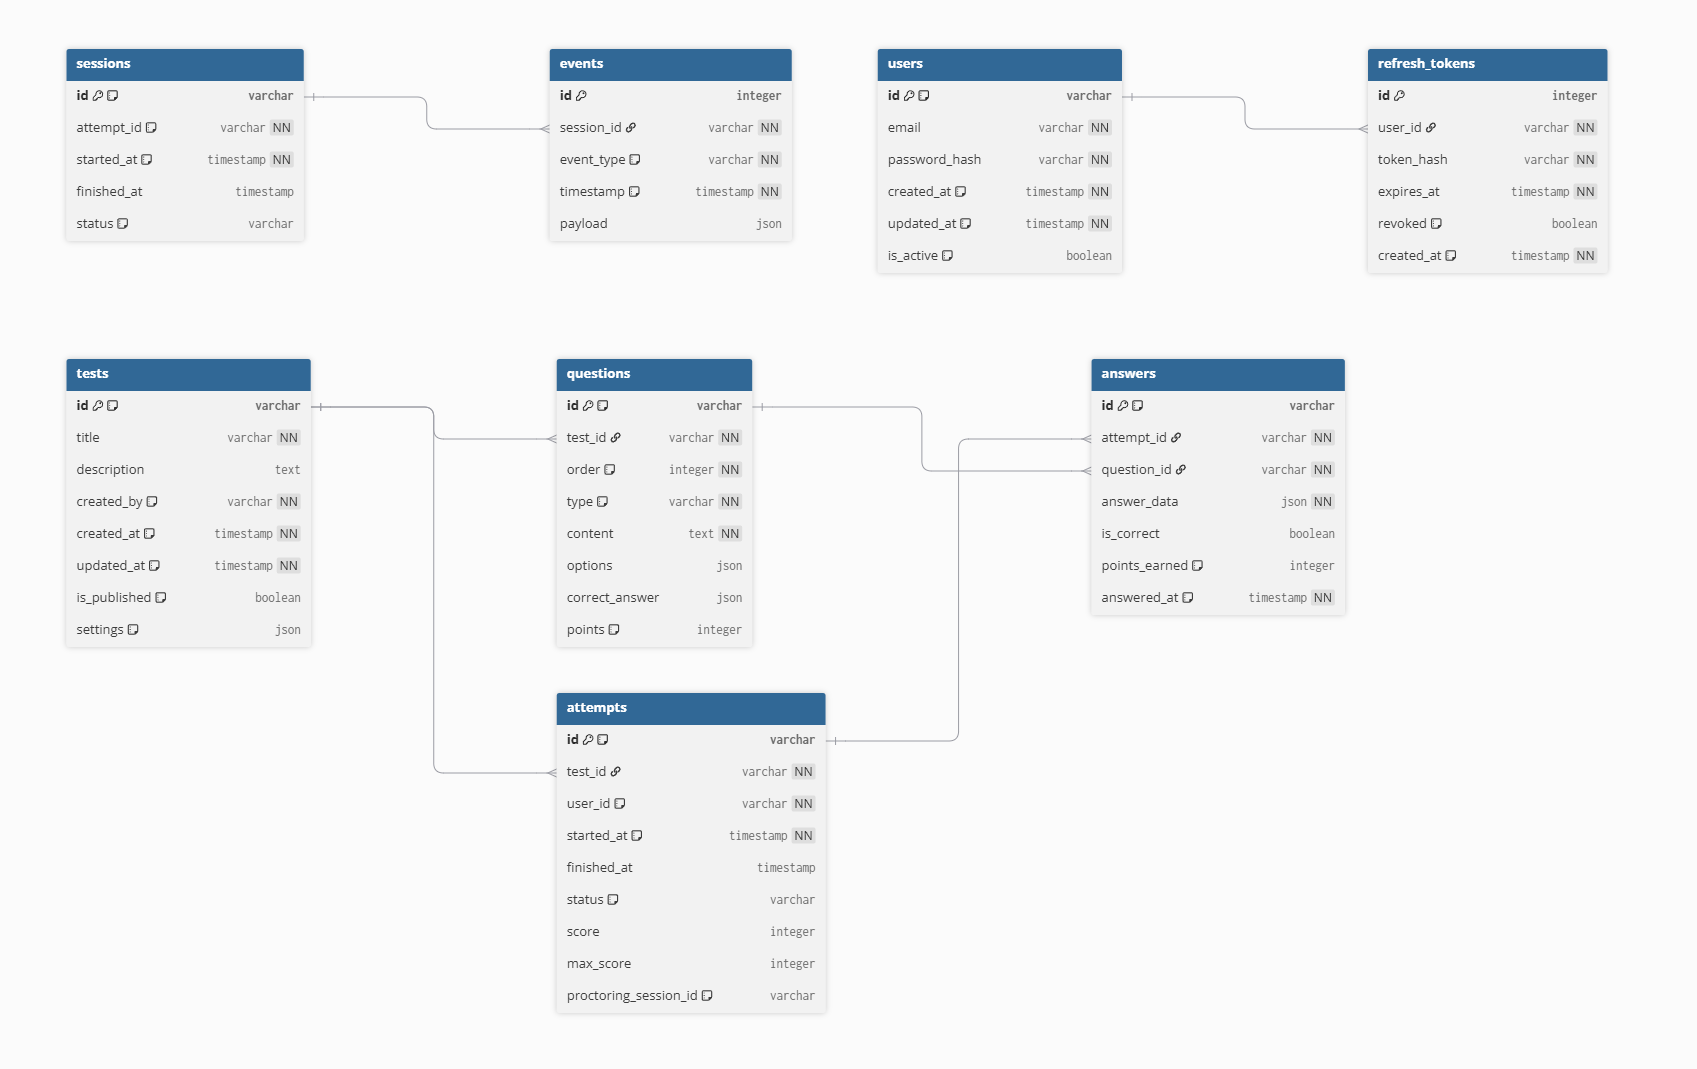 sessions
id varchar
attempt_id varchar NN
started_at timestamp NN
finished_at timestamp
status varchar
events
id integer
session_id varchar NN
event_type varchar NN
timestamp timestamp NN
payload json
users
id varchar
email varchar NN
password_hash varchar NN
created_at timestamp NN
updated_at timestamp NN
is_active boolean
refresh_tokens
id integer
user_id varchar NN
token_hash varchar NN
expires_at timestamp NN
revoked boolean
created_at timestamp NN
tests
id varchar
title varchar NN
description text
created_by varchar NN
created_at timestamp NN
updated_at timestamp NN
is_published boolean
settings json
questions
id varchar
test_id varchar NN
order integer NN
type varchar NN
content text NN
options json
correct_answer json
points integer
answers
id varchar
attempt_id varchar NN
question_id varchar NN
answer_data json NN
is_correct boolean
points_earned integer
answered_at timestamp NN
attempts
id varchar
test_id varchar NN
user_id varchar NN
started_at timestamp NN
finished_at timestamp
status varchar
score integer
max_score integer
proctoring_session_id varchar